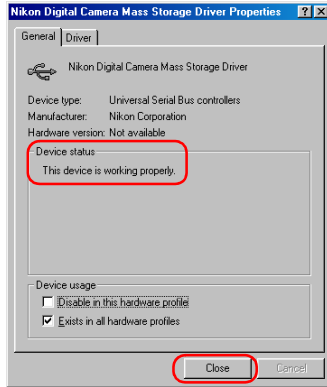 Nikon Digital Camera Mass Storage Driver Properties
General Driver
Nikon Digital Camera Mass Storage Driver
Device type: Universal Serial Bus controllers
Manufacturer: Nikon Corporation
Hardware version: Not available
Device status
This device is working properly.
Device usage
Disable in this hardware profile
Exists in all hardware profiles
Close Cancel